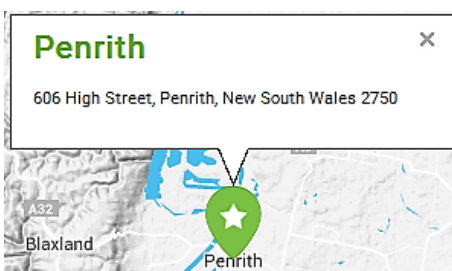 Penrith
606 High Street, Penrith, New South Wales 2750
A32
Blaxland
Penrith